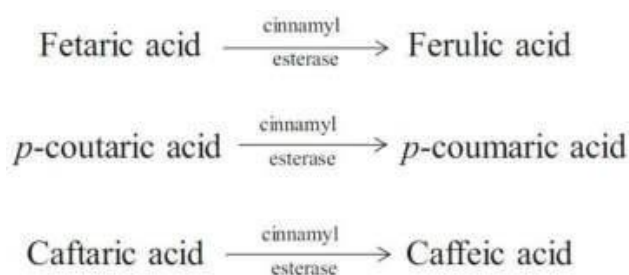 Fetaric acid cinnamyl esterase Ferulic acid
p-coutaric acid cinnamyl esterase p-coumaric acid
Caftaric acid cinnamyl esterase Caffeic acid